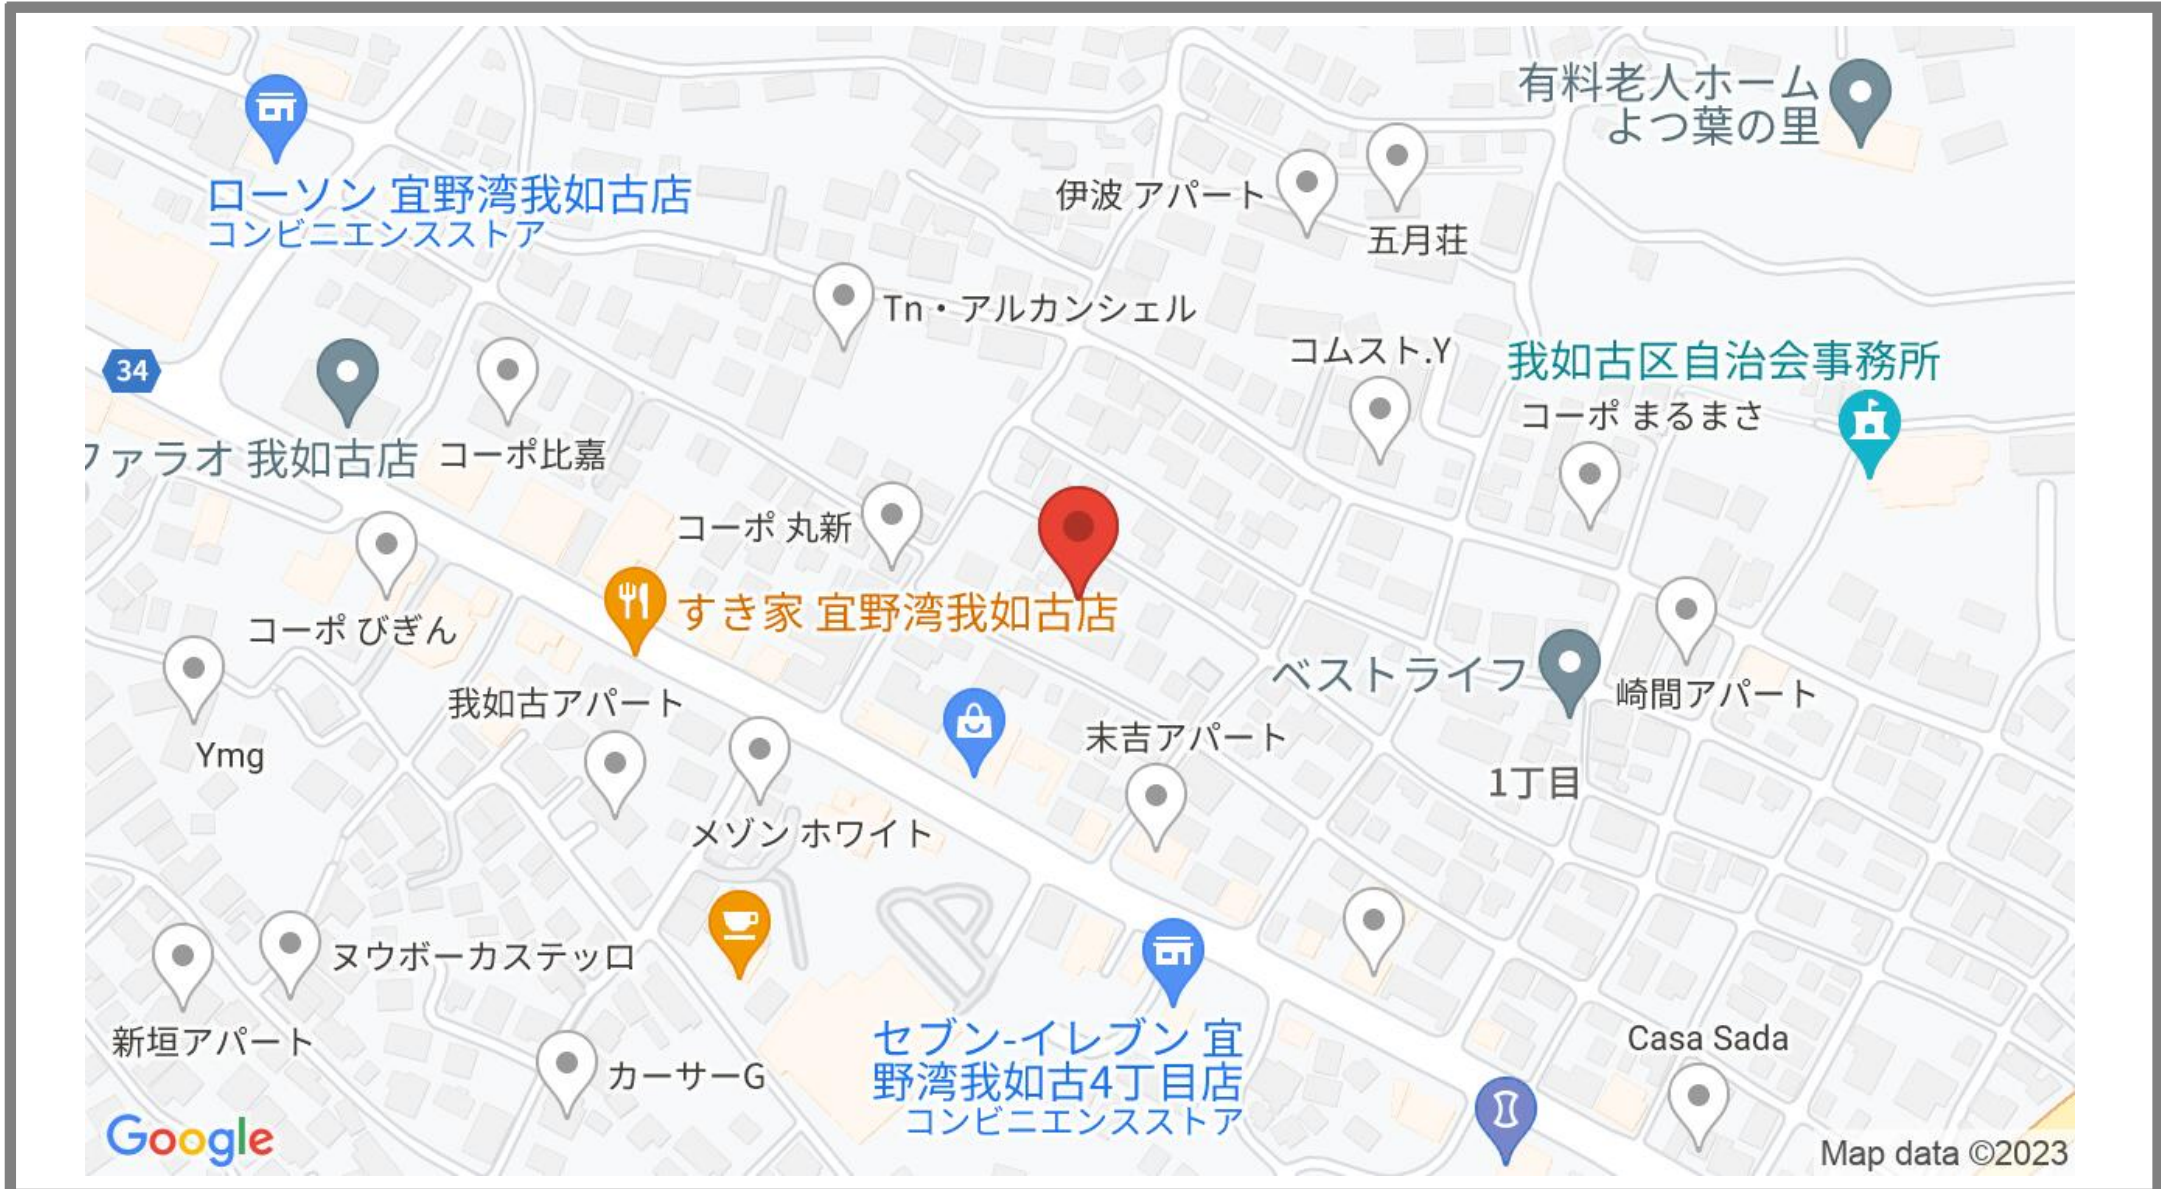 有料老人ホーム
よつ葉の里
ローソン 宜野湾我如古店
コンビニエンスストア
伊波 アパート
五月荘
Tn・アルカンシェル
コムスト.Y
我如古区自治会事務所
34
コーポ まるまさ
ファラオ 我如古店
コーポ比嘉
コーポ 丸新
すき家 宜野湾我如古店
コーポ びぎん
ベストライフ
崎間アパート
我如古アパート
末吉アパート
Ymg
1丁目
メゾン ホワイト
ヌウボーカステッロ
新垣アパート
カーサーG
セブン-イレブン 宜
野湾我如古4丁目店
コンビニエンスストア
Casa Sada
Google
Map data ©2023